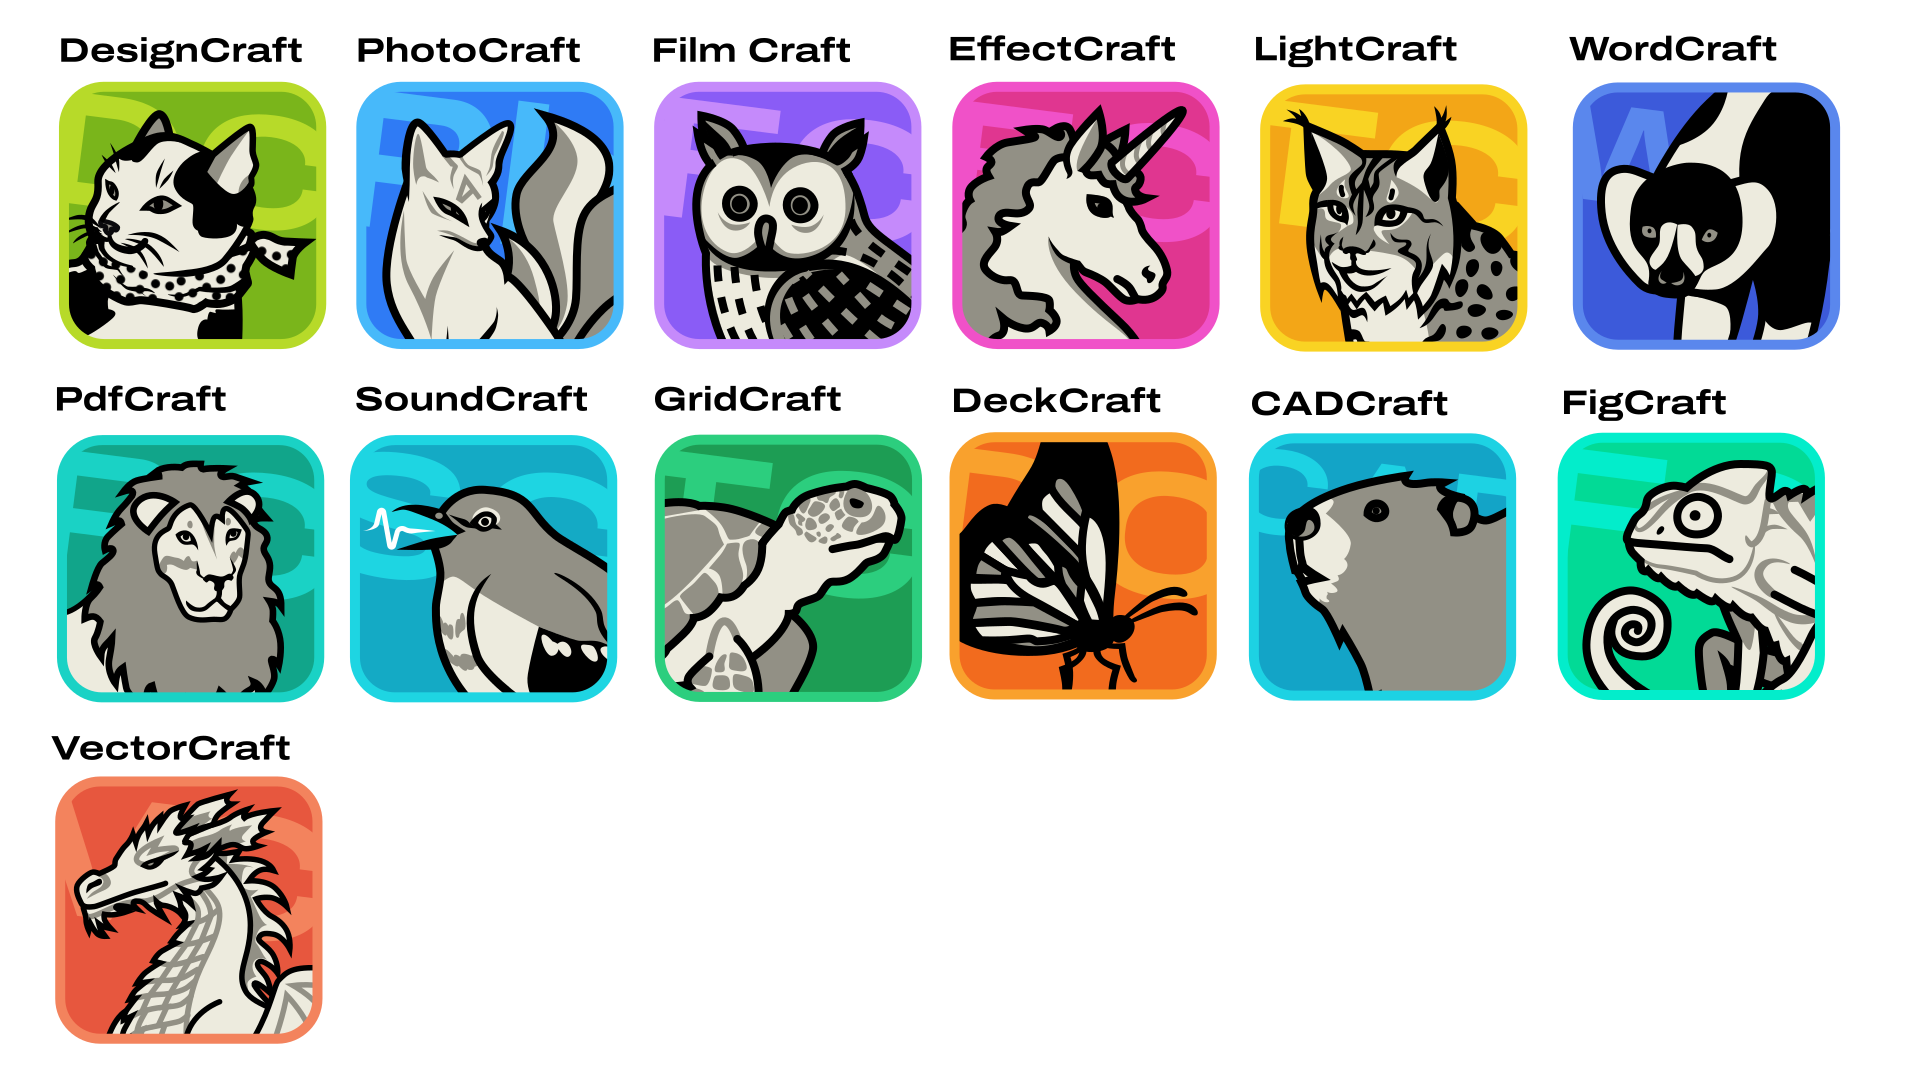 DesignCraft
PhotoCraft
Film Craft
EffectCraft
LightCraft
WordCraft
PdfCraft
SoundCraft
GridCraft
DeckCraft
CADCraft
FigCraft
VectorCraft